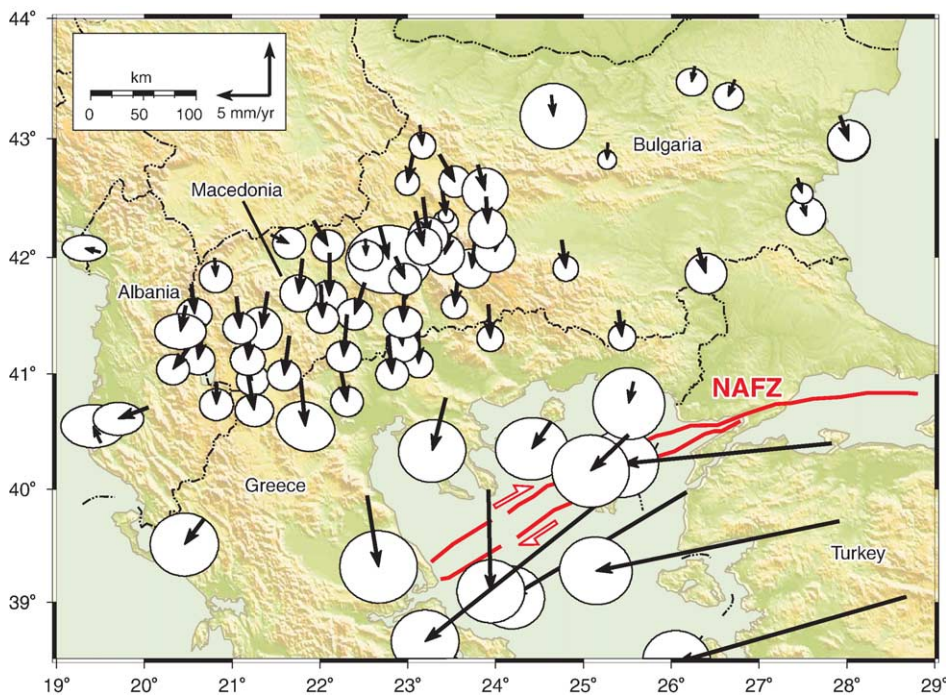 44°
km
0 50 100
5 mm/yr
43°
Bulgaria
Macedonia
42°
Albania
41°
NAFZ
40°
Greece
Turkey
39°
19° 20° 21° 22° 23° 24° 25° 26° 27° 28° 29°